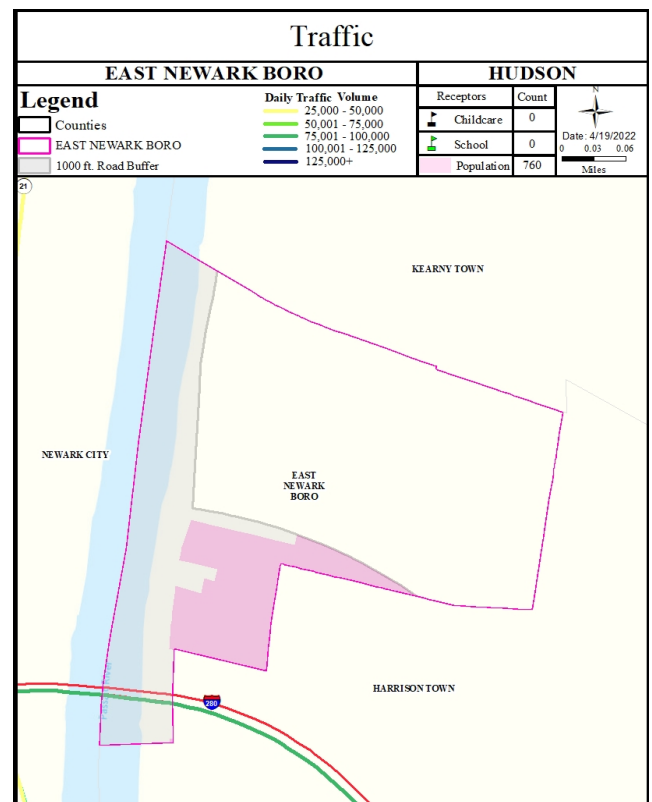 Traffic
EAST NEWARK BORO
HUDSON
Legend
Counties
EAST NEWARK BORO
1000 ft. Road Buffer
Daily Traffic Volume
25,000 - 50,000
50,001 - 75,000
75,001 - 100,000
100,001 - 125,000
125,000+
Receptors Count
Childcare 0
School 0
Population 760
N
Date: 4/19/2022
0 0.03 0.06
Miles
21
KEARNY TOWN
NEWARK CITY
EAST
NEWARK
BORO
HARRISON TOWN
280